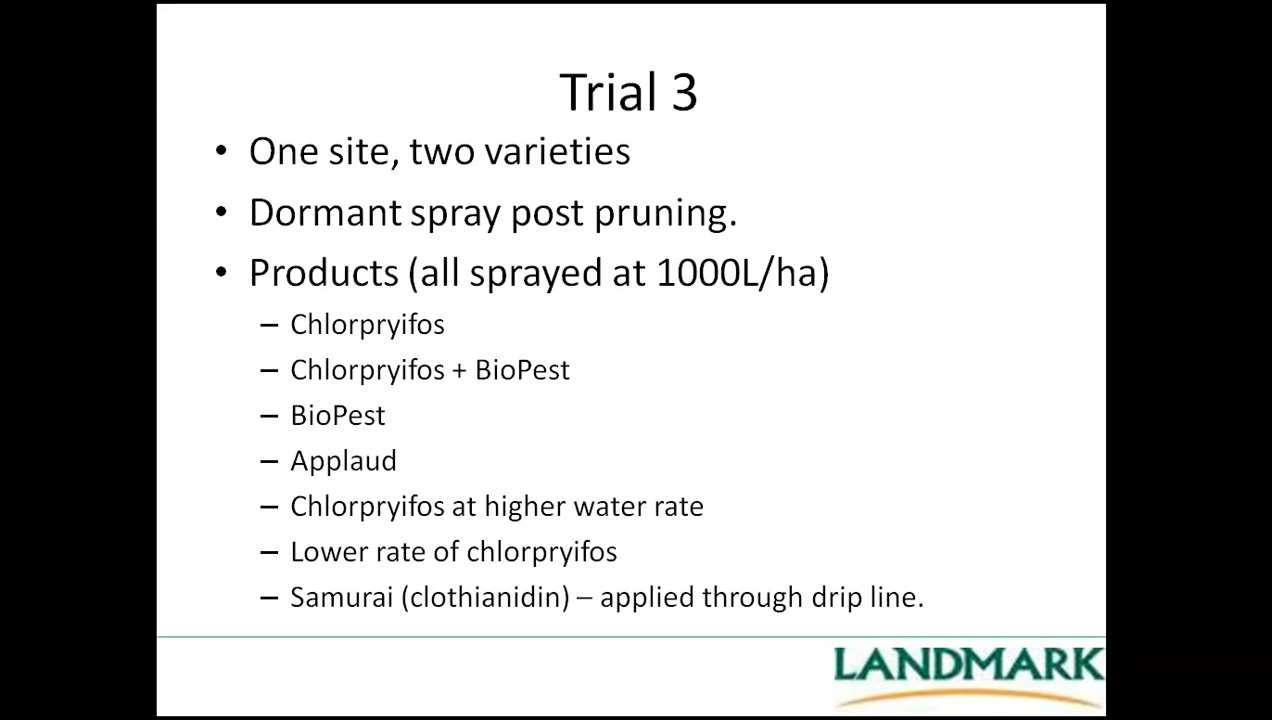 Trial 3
• One site, two varieties
• Dormant spray post pruning.
• Products (all sprayed at 1000L/ha)
– Chlorpryifos
– Chlorpryifos + BioPest
– BioPest
– Applaud
– Chlorpryifos at higher water rate
– Lower rate of chlorpryifos
– Samurai (clothianidin) – applied through drip line.
LANDMARK